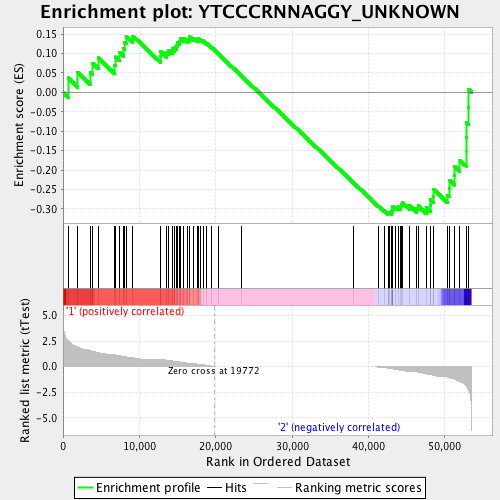 Enrichment plot: YTCCCRNNAGGY_UNKNOWN
Enrichment score (ES)
0.15
0.10
0.05
0.00
-0.05
-0.10
-0.15
-0.20
-0.25
-0.30
'1' (positively correlated)
Ranked list metric (tTest)
5.0
2.5
0.0
-2.5
-5.0
Zero cross at 19772
'2' (negatively correlated)
0 10,000 20,000 30,000 40,000 50,000
Rank in Ordered Dataset
Enrichment profile Hits Ranking metric scores